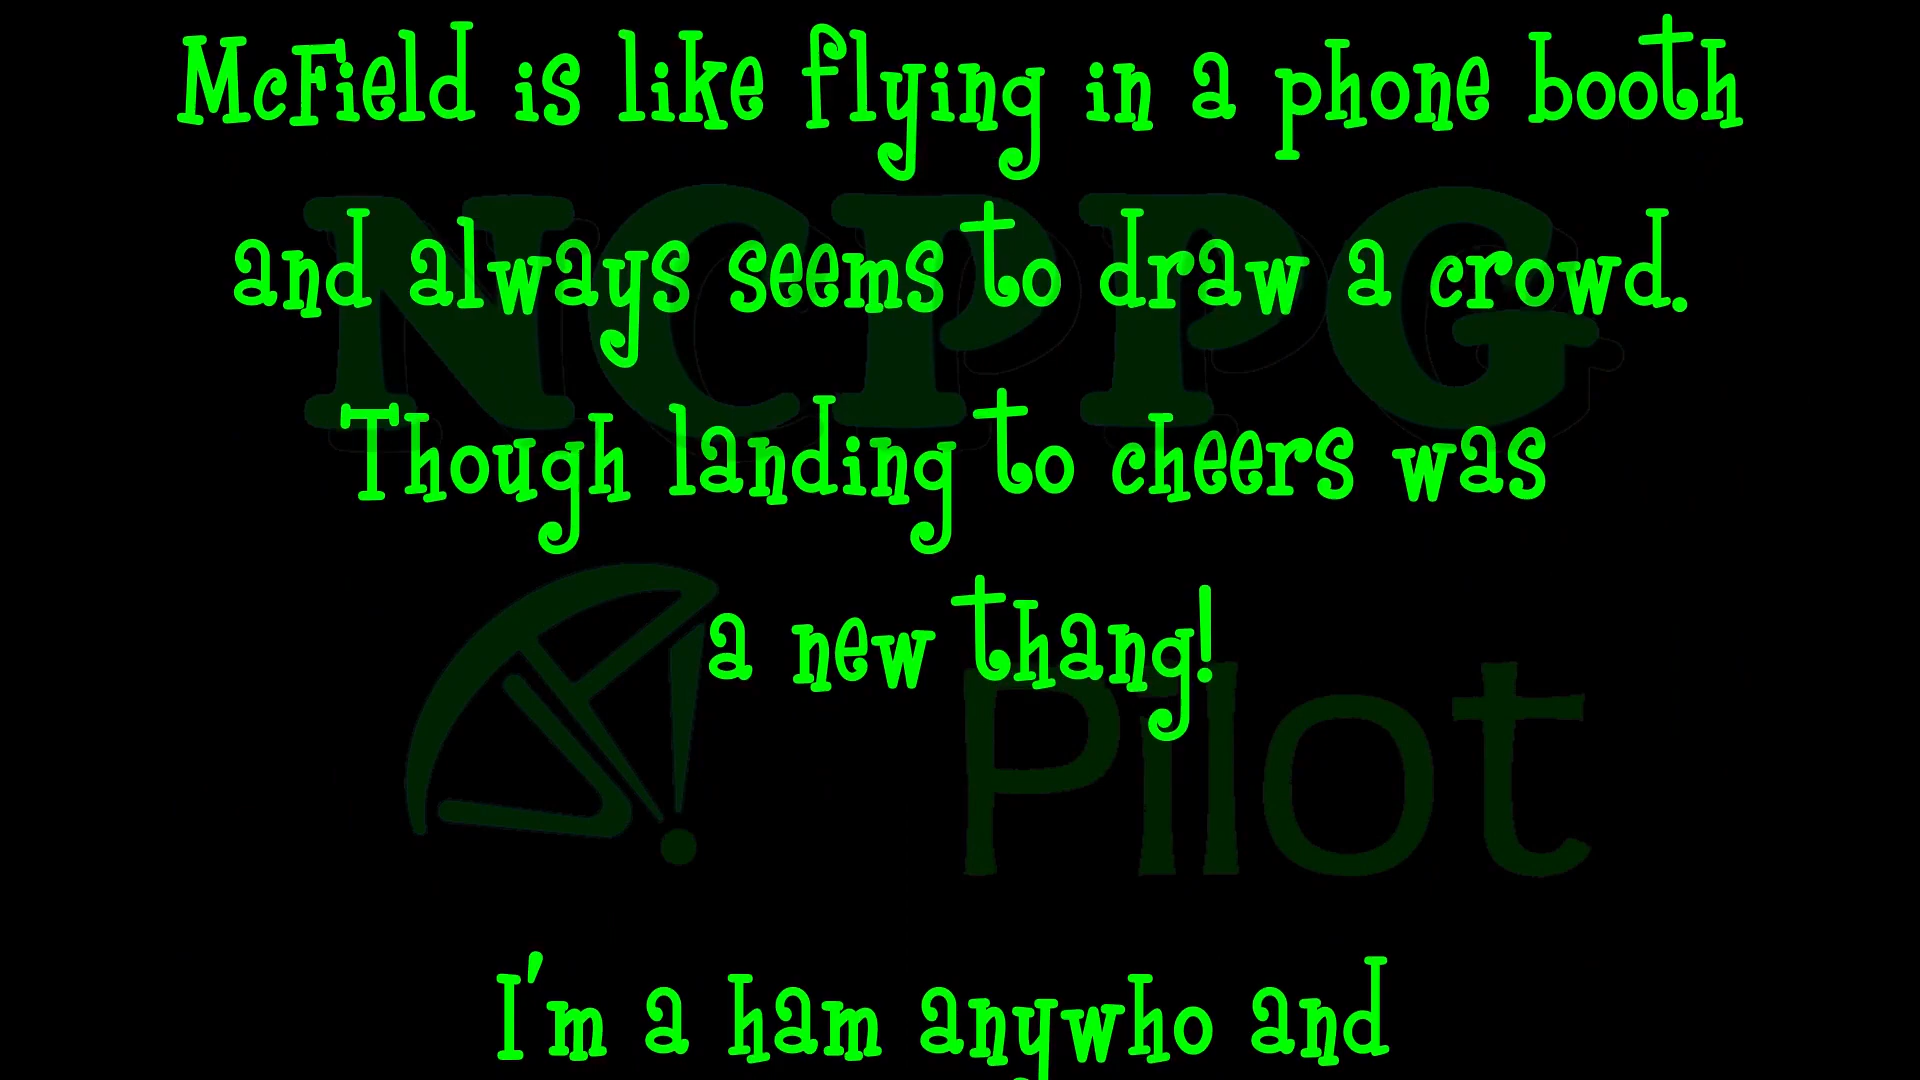 McField is like flying in a phone booth
and always seems to draw a crowd.
NCPPG
Though landing to cheers was
a new thang!
Pilot
I'm a ham anywho and